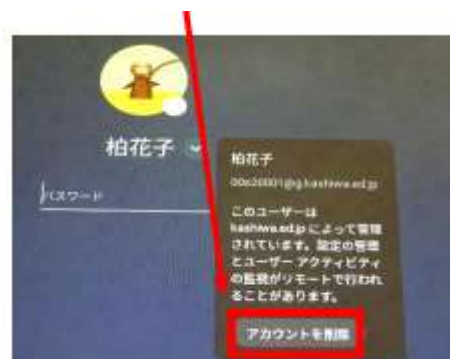 柏花子
パスワード
柏花子
00s20001@g.kashiwa.ed.jp
このユーザーは
kashiwa.ed.jp によって管理
されています。設定の管理
とユーザー アクティビティ
の監視がリモートで行われ
ることがあります。
アカウントを削除